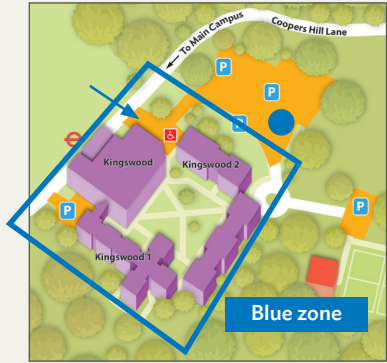 To Main Campus
Coopers Hill Lane
P
P
P
Kingswood
Kingswood 2
P
P
Kingswood 1
Blue zone